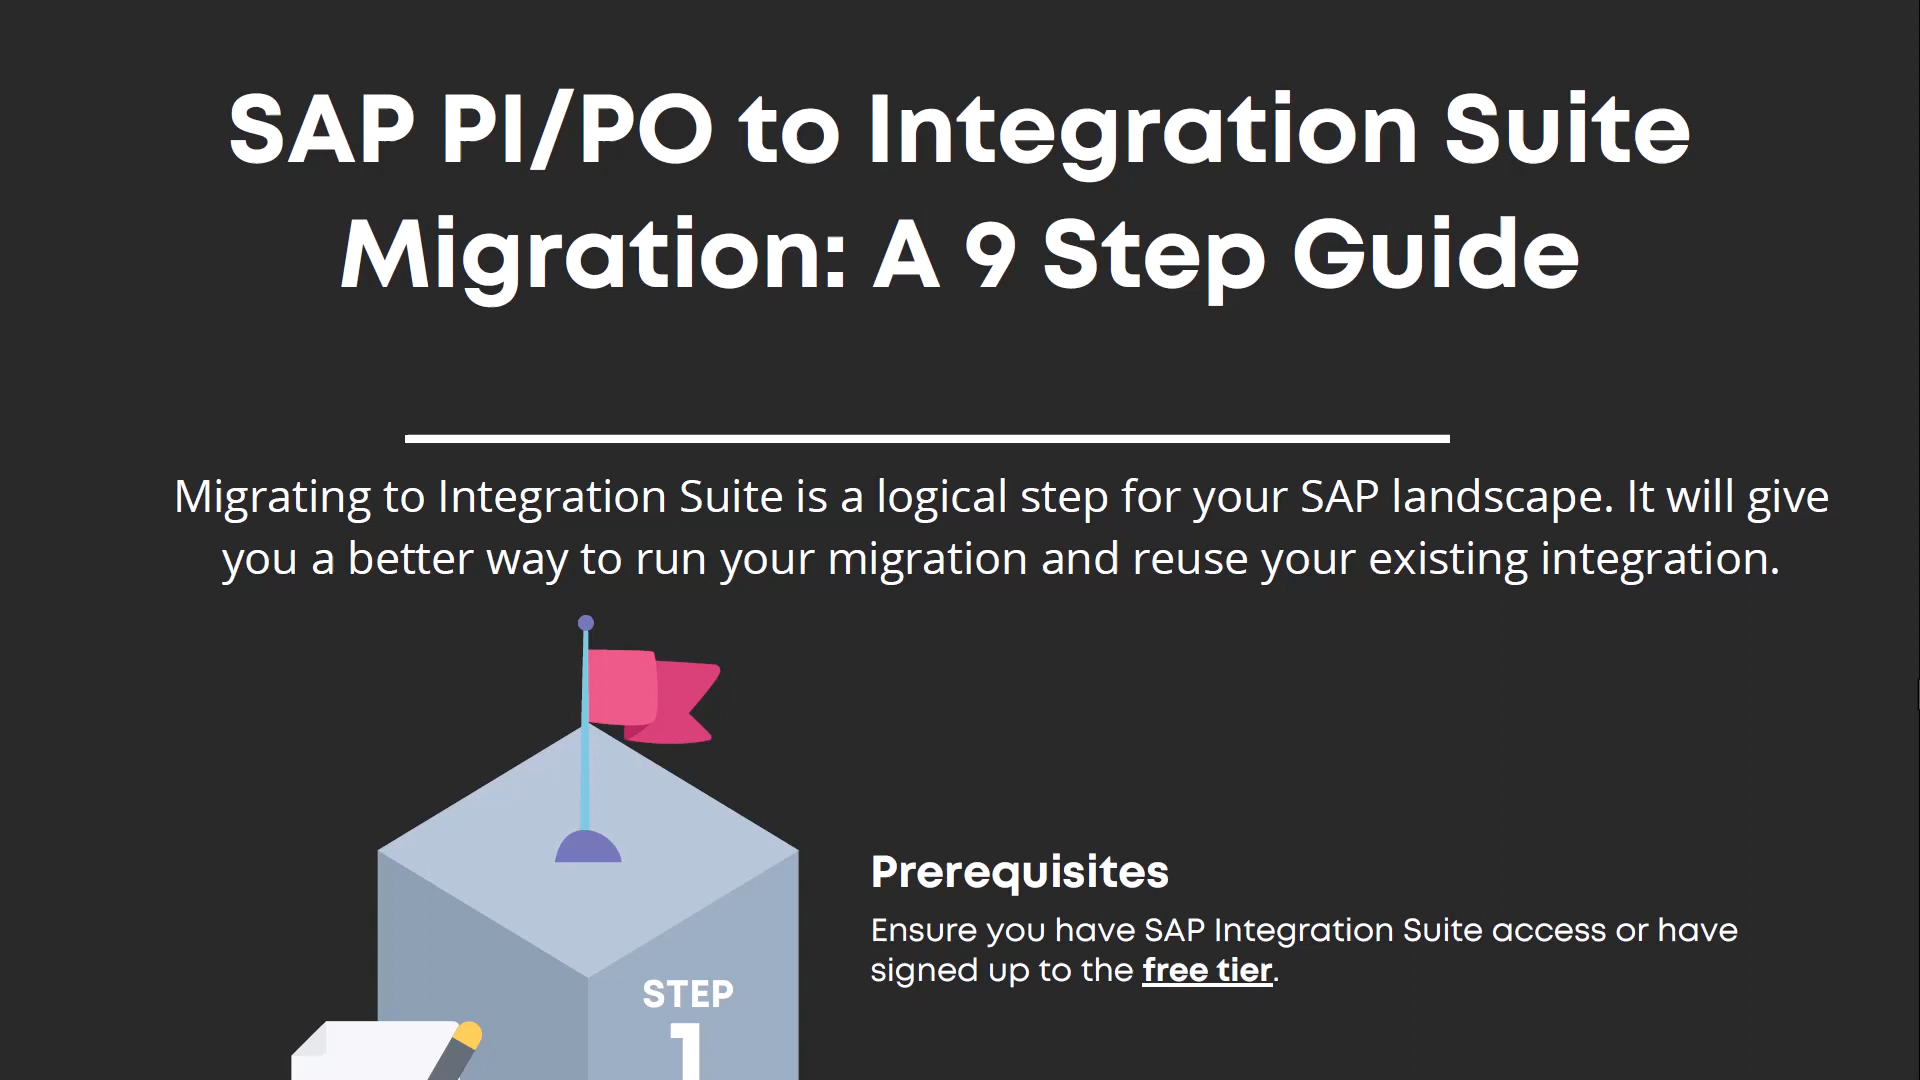 SAP PI/PO to Integration Suite
Migration: A 9 Step Guide
Migrating to Integration Suite is a logical step for your SAP landscape. It will give
you a better way to run your migration and reuse your existing integration.
Prerequisites
Ensure you have SAP Integration Suite access or have
signed up to the free tier.
STEP
1